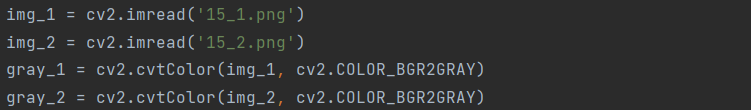 img_1 = cv2.imread('15_1.png')
img_2 = cv2.imread('15_2.png')
gray_1 = cv2.cvtColor(img_1, cv2.COLOR_BGR2GRAY)
gray_2 = cv2.cvtColor(img_2, cv2.COLOR_BGR2GRAY)